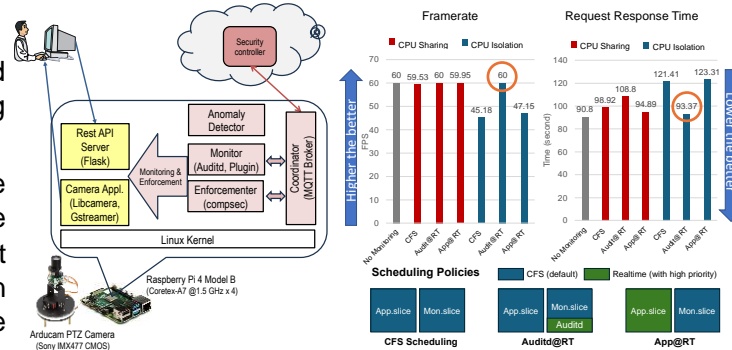 d
g
e
e
t
n
e
Security
controller
Rest API
Server
(Flask)
Camera Appl.
(Libcamera,
Gstreamer)
Monitoring &
Enforcement
Anomaly
Detector
Monitor
(Auditd, Plugin)
Enforcementer
(compsec)
Coordinator
(MQTT Broker)
Linux Kernel
Raspberry Pi 4 Model B
(Coretex-A7 @1.5 GHz x 4)
Arducam PTZ Camera
(Sony IMX477 CMOS)
Framerate
CPU Sharing CPU Isolation
Higher the better
FPS
70
60
50
40
30
20
10
0
60 59.53 60 59.95 45.18 60 47.15
No Monitoring CFS Auditd@RT App@RT CFS Auditd@RT App@RT
Request Response Time
CPU Sharing CPU Isolation
Lower the better
Time (second)
140
120
100
80
60
40
20
0
90.8 98.92 108.8 94.89 121.41 93.37 123.31
No Monitoring CFS Auditd@RT App@RT CFS Auditd@RT App@RT
Scheduling Policies
CFS (default) Realtime (with high priority)
App.slice Mon.slice
CFS Scheduling
App.slice Mon.slice
Auditd
Auditd@RT
App.slice Mon.slice
App@RT